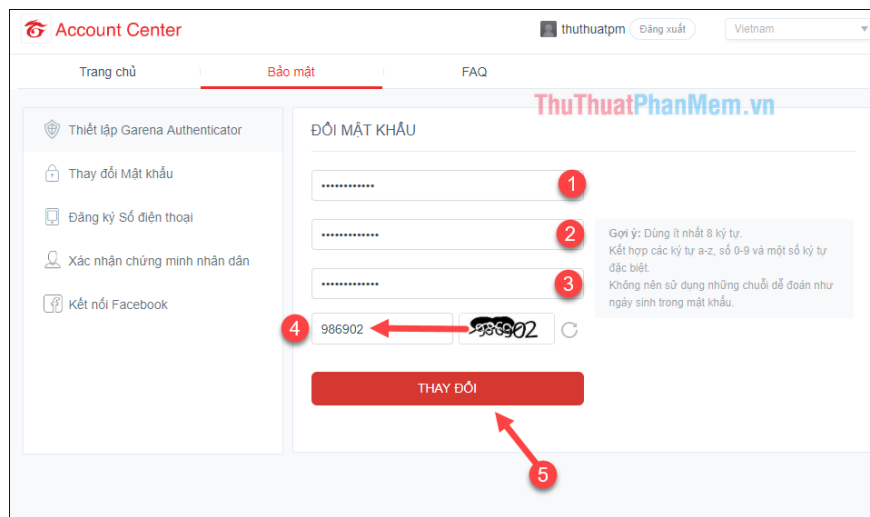 Account Center
thuthuatpm Đăng xuất Vietnam
Trang chủ Bảo mật FAQ
ThuThuatPhanMem.vn
Thiết lập Garena Authenticator
Thay đổi Mật khẩu
Đăng ký Số điện thoại
Xác nhận chứng minh nhân dân
Kết nối Facebook
ĐỔI MẬT KHẨU
•••••••••••• 1
••••••••••••• 2
••••••••••••• 3
Gợi ý: Dùng ít nhất 8 ký tự.
Kết hợp các ký tự a-z, số 0-9 và một số ký tự
đặc biệt.
Không nên sử dụng những chuỗi dễ đoán như
ngày sinh trong mật khẩu.
4 986902 986902
THAY ĐỔI
5